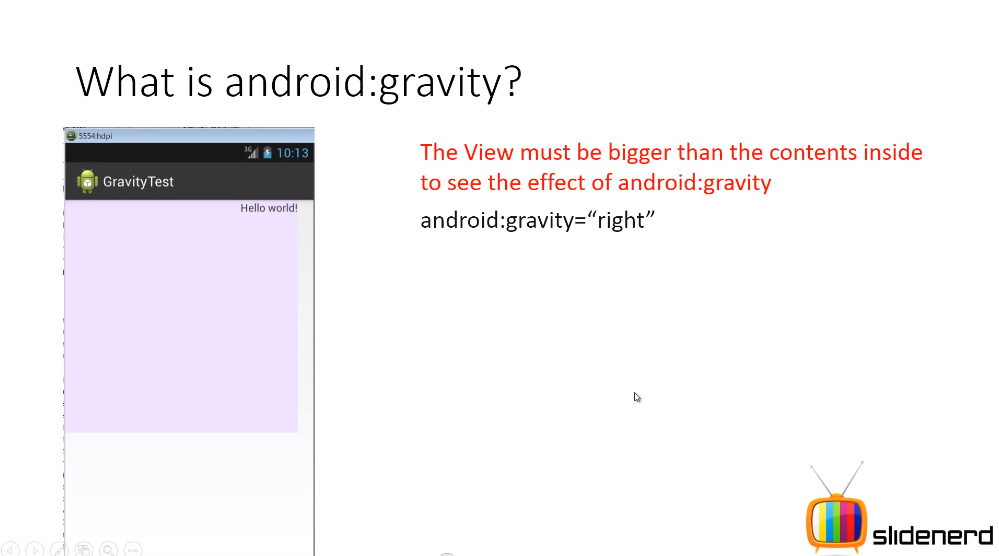 What is android:gravity?
5554:hdpi
3G 10:13
GravityTest
Hello world!
The View must be bigger than the contents inside
to see the effect of android:gravity
android:gravity=“right”
slidenerd